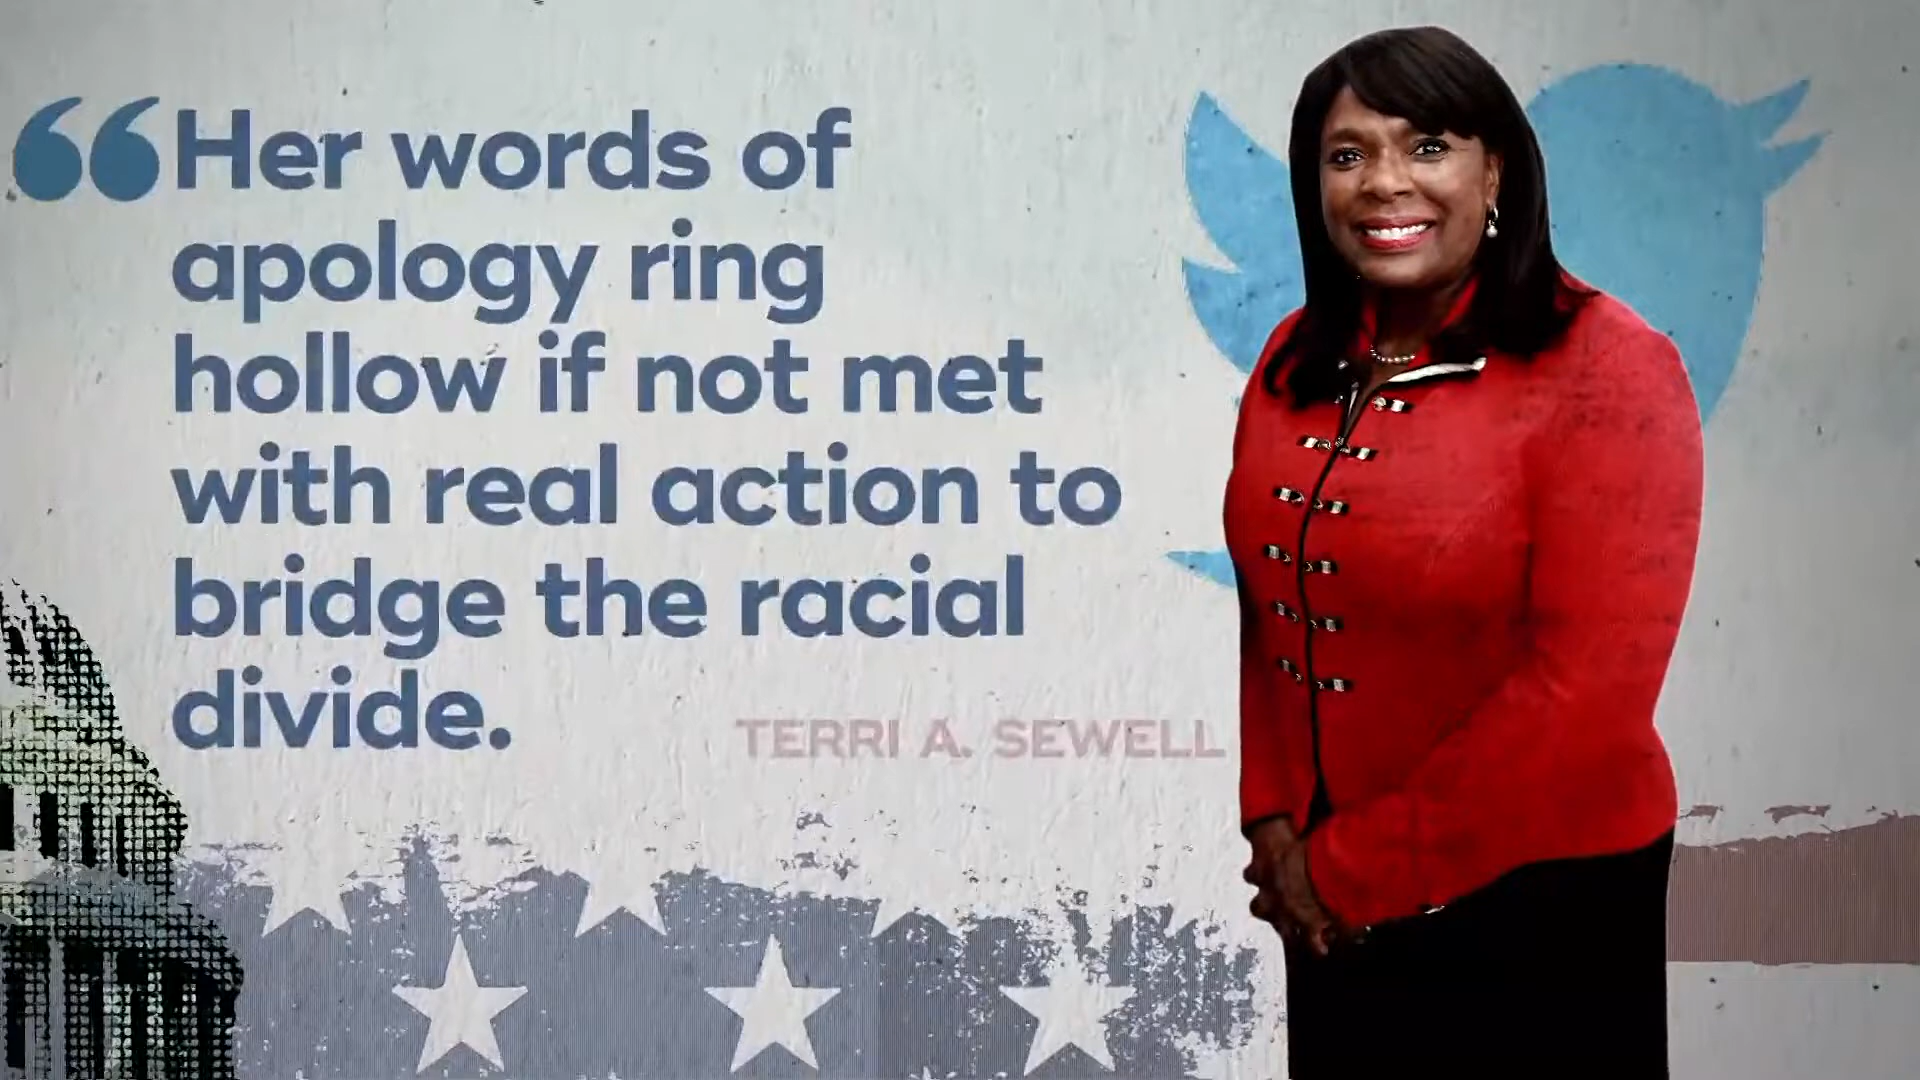 “Her words of
apology ring
hollow if not met
with real action to
bridge the racial
divide.
TERRI A. SEWELL